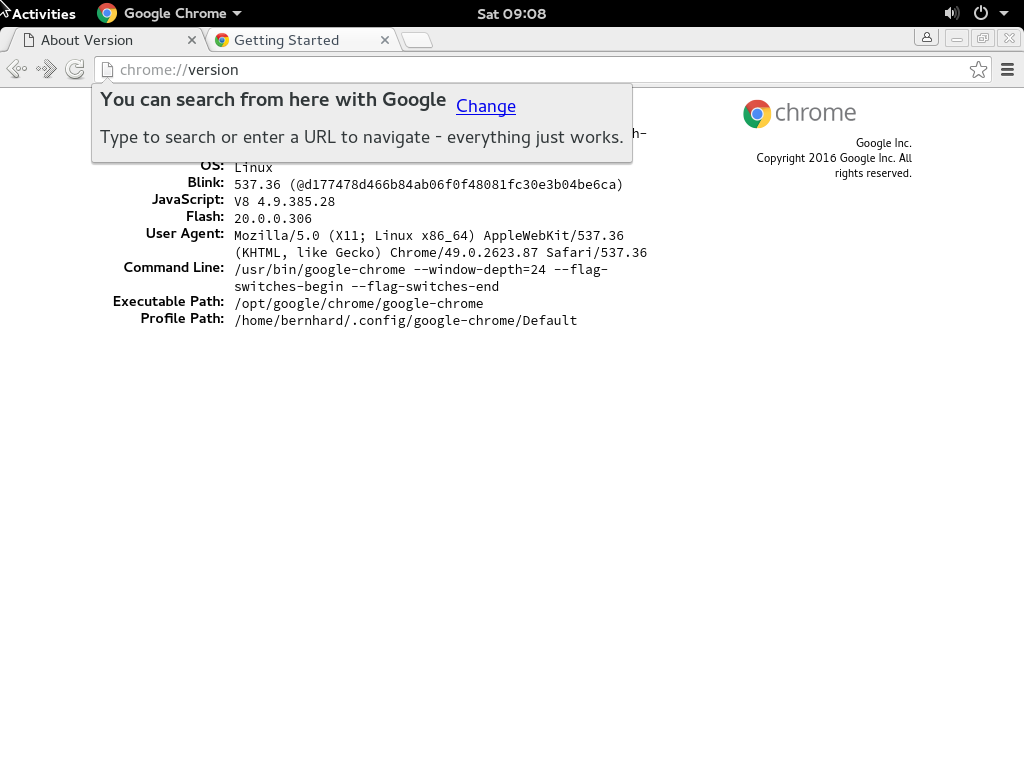 Activities Google Chrome Sat 09:08
About Version Getting Started
chrome://version
You can search from here with Google Change
Type to search or enter a URL to navigate - everything just works.
h-
chrome
Google Inc.
Copyright 2016 Google Inc. All
rights reserved.
OS: Linux
Blink: 537.36 (@d177478d466b84ab06f0f48081fc30e3b04be6ca)
JavaScript: V8 4.9.385.28
Flash: 20.0.0.306
User Agent: Mozilla/5.0 (X11; Linux x86_64) AppleWebKit/537.36
(KHTML, like Gecko) Chrome/49.0.2623.87 Safari/537.36
Command Line: /usr/bin/google-chrome --window-depth=24 --flag-
switches-begin --flag-switches-end
Executable Path: /opt/google/chrome/google-chrome
Profile Path: /home/bernhard/.config/google-chrome/Default